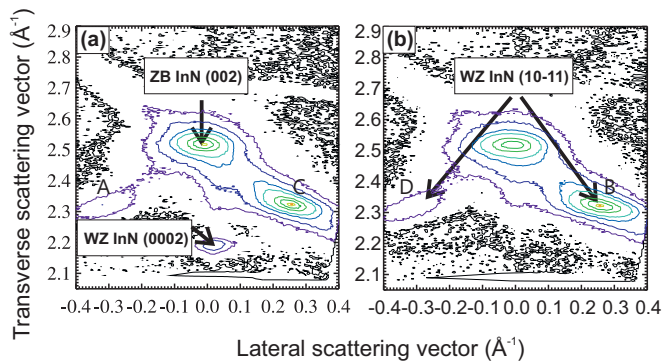 Transverse scattering vector (Å⁻¹)
(a)
ZB InN (002)
A
C
WZ InN (0002)
2.9
2.8
2.7
2.6
2.5
2.4
2.3
2.2
2.1
-0.4 -0.3 -0.2 -0.1 0.0 0.1 0.2 0.3 0.4
(b)
WZ InN (10-11)
D
B
2.9
2.8
2.7
2.6
2.5
2.4
2.3
2.2
2.1
-0.4 -0.3 -0.2 -0.1 0.0 0.1 0.2 0.3 0.4
Lateral scattering vector (Å⁻¹)